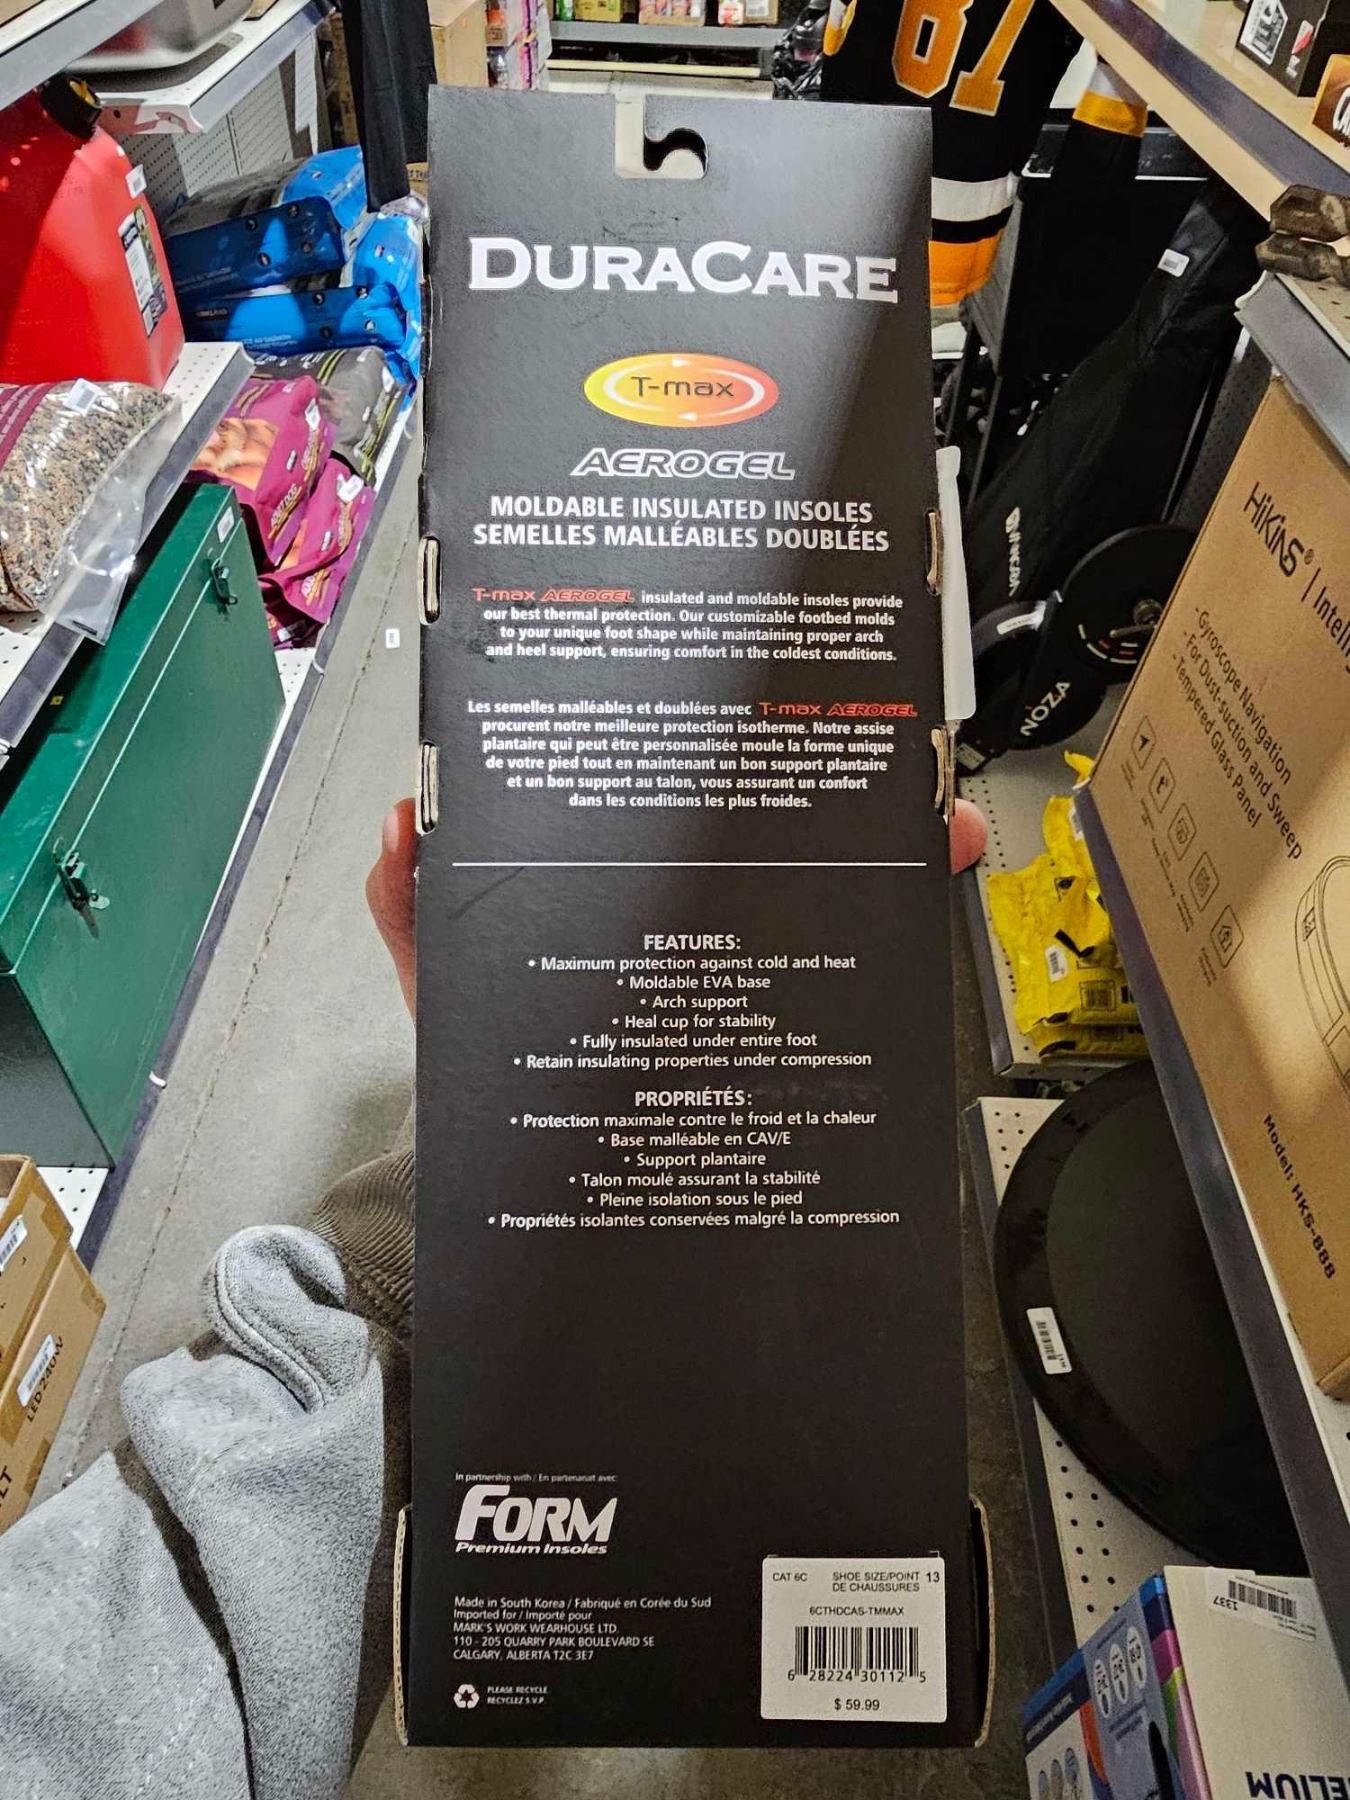 87
DURACARE
T-max
AEROGEL
MOLDABLE INSULATED INSOLES
SEMELLES MALLÉABLES DOUBLÉES
T-max AEROGEL insulated and moldable insoles provide
our best thermal protection. Our customizable footbed molds
to your unique foot shape while maintaining proper arch
and heel support, ensuring comfort in the coldest conditions.
Les semelles malléables et doublées avec T-max AEROGEL
procurent notre meilleure protection isotherme. Notre assise
plantaire qui peut être personnalisée moule la forme unique
de votre pied tout en maintenant un bon support plantaire
et un bon support au talon, vous assurant un confort
dans les conditions les plus froides.
FEATURES:
• Maximum protection against cold and heat
• Moldable EVA base
• Arch support
• Heal cup for stability
• Fully insulated under entire foot
• Retain insulating properties under compression
PROPRIÉTÉS:
• Protection maximale contre le froid et la chaleur
• Base malléable en CAV/E
• Support plantaire
• Talon moulé assurant la stabilité
• Pleine isolation sous le pied
• Propriétés isolantes conservées malgré la compression
In partnership with / En partenariat avec
FORM
Premium Insoles
Made in South Korea / Fabriqué en Corée du Sud
Imported for / Importé pour
MARK'S WORK WEARHOUSE LTD.
110 - 205 QUARRY PARK BOULEVARD SE
CALGARY, ALBERTA T2C 3E7
PLEASE RECYCLE
RECYCLEZ S.V.P.
CAT 6C SHOE SIZE/POINT 13
DE CHAUSSURES
6CTHDCAS-TMMAX
6 28224 30112 5
$ 59.99
HiKiNS® |
- Gyroscope Navigation
- For Dust-suction and Sweep
- Tempered Glass Panel
Model: HKS-888
NOZA
LED 240W
1337